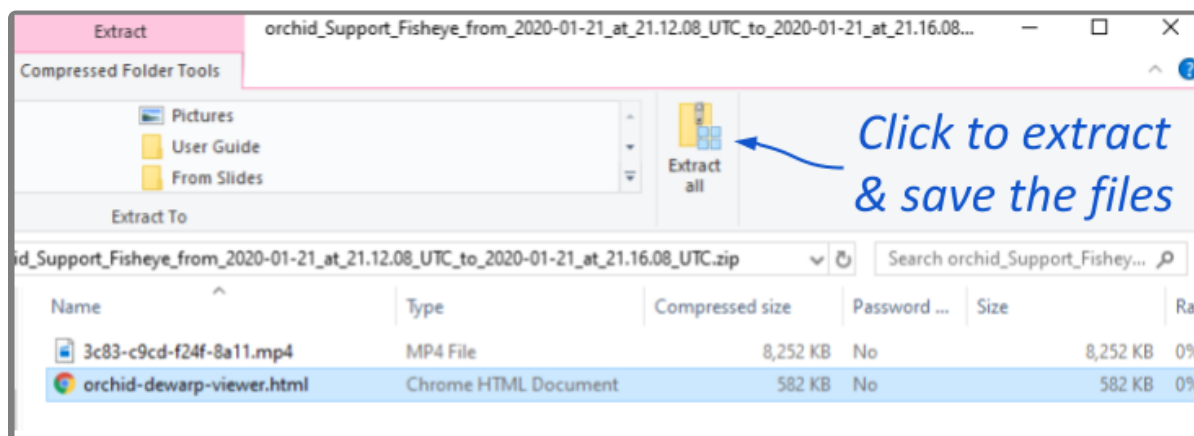 Extract orchid_Support_Fisheye_from_2020-01-21_at_21.12.08_UTC_to_2020-01-21_at_21.16.08...
Compressed Folder Tools
Pictures
User Guide
From Slides
Extract To
Extract
all
Click to extract
& save the files
id_Support_Fisheye_from_2020-01-21_at_21.12.08_UTC_to_2020-01-21_at_21.16.08_UTC.zip Search orchid_Support_Fishey...
Name Type Compressed size Password ... Size Ra
3c83-c9cd-f24f-8a11.mp4 MP4 File 8,252 KB No 8,252 KB 0%
orchid-dewarp-viewer.html Chrome HTML Document 582 KB No 582 KB 0%